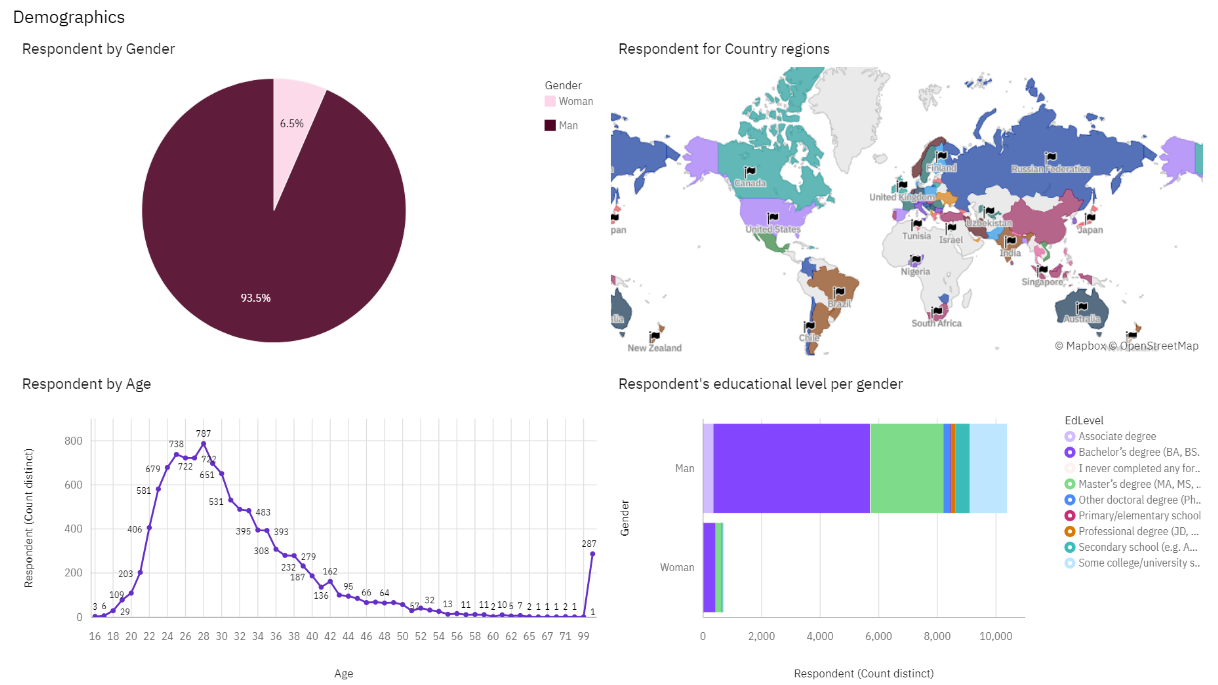 Demographics
Respondent by Gender
Gender
Woman
Man
6.5%
93.5%
Respondent for Country regions
Canada
United States
Finland
Russian Federation
United Kingdom
Uzbekistan
Tunisia
Israel
India
pan
Japan
Nigeria
Singapore
Brazil
South Africa
Chile
lia
Australia
New Zealand
© Mapbox © OpenStreetMap
Respondent by Age
Respondent (Count distinct)
800
600
400
200
0
3
6
29
109
203
406
581
679
738
722
787
651
531
483
395
393
308
279
232
187
136
162
95
66
64
52
32
13
11
11
2
10
6
7
2
1
1
1
2
1
287
1
16 18 20 22 24 26 28 30 32 34 36 38 40 42 44 46 48 50 52 54 56 58 60 62 65 67 71 99
Age
Respondent's educational level per gender
Gender
Man
Woman
0 2,000 4,000 6,000 8,000 10,000
Respondent (Count distinct)
EdLevel
Associate degree
Bachelor's degree (BA, BS.
I never completed any for..
Master's degree (MA, MS, ..
Other doctoral degree (Ph..
Primary/elementary school
Professional degree (JD, ...
Secondary school (e.g. A...
Some college/university s..